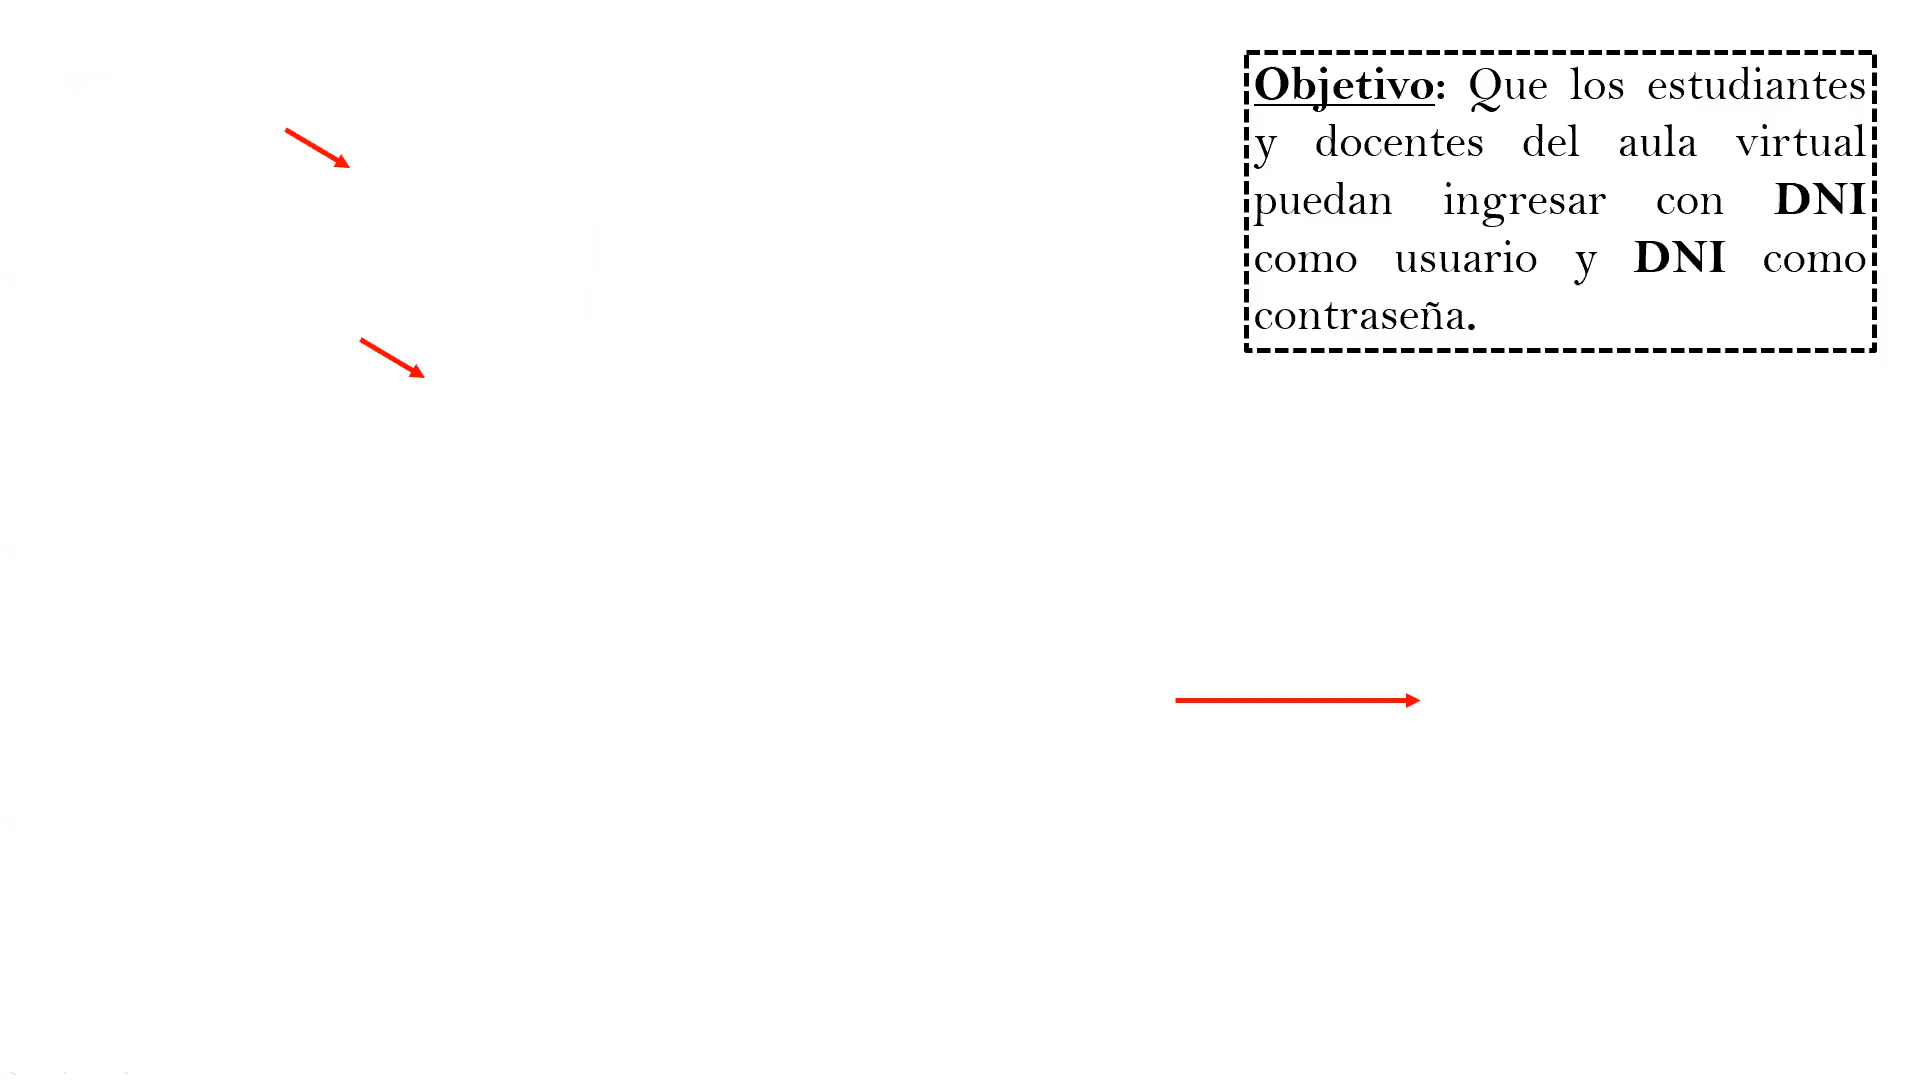 Objetivo: Que los estudiantes
y docentes del aula virtual
puedan ingresar con DNI
como usuario y DNI como
contraseña.